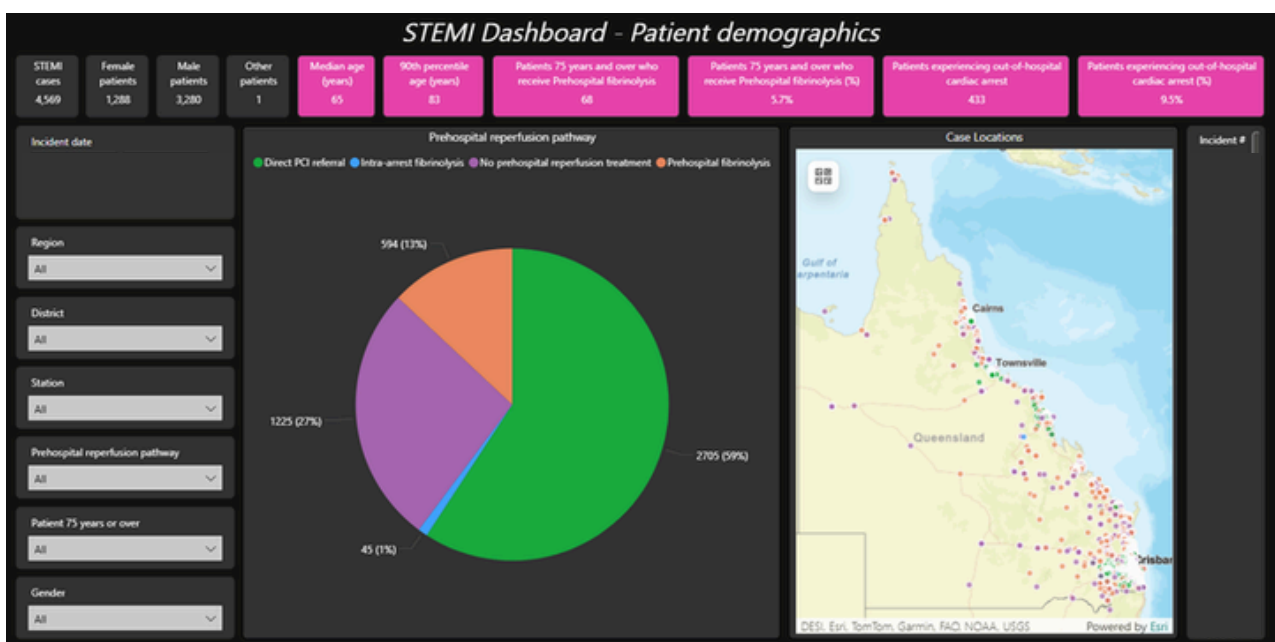 STEMI Dashboard - Patient demographics
STEMI
cases
4,569
Female
patients
1,288
Male
patients
3,280
Other
patients
1
Median age
(years)
65
90th percentile
age (years)
83
Patients 75 years and over who
receive Prehospital fibrinolysis
68
Patients 75 years and over who
receive Prehospital fibrinolysis (%)
5.7%
Patients experiencing out-of-hospital
cardiac arrest
433
Patients experiencing out-of-hospital
cardiac arrest (%)
9.5%
Incident date
Region
All
District
All
Station
All
Prehospital reperfusion pathway
All
Patient 75 years or over
All
Gender
All
Prehospital reperfusion pathway
Direct PCI referral Intra-arrest fibrinolysis No prehospital reperfusion treatment Prehospital fibrinolysis
594 (13%)
1225 (27%)
2705 (59%)
45 (1%)
Case Locations
Gulf of
arpentaria
Cairns
Townsville
Queensland
Brisba
DESI, Esri, TomTom, Garmin, FAO, NOAA, USGS Powered by Esri
Incident #